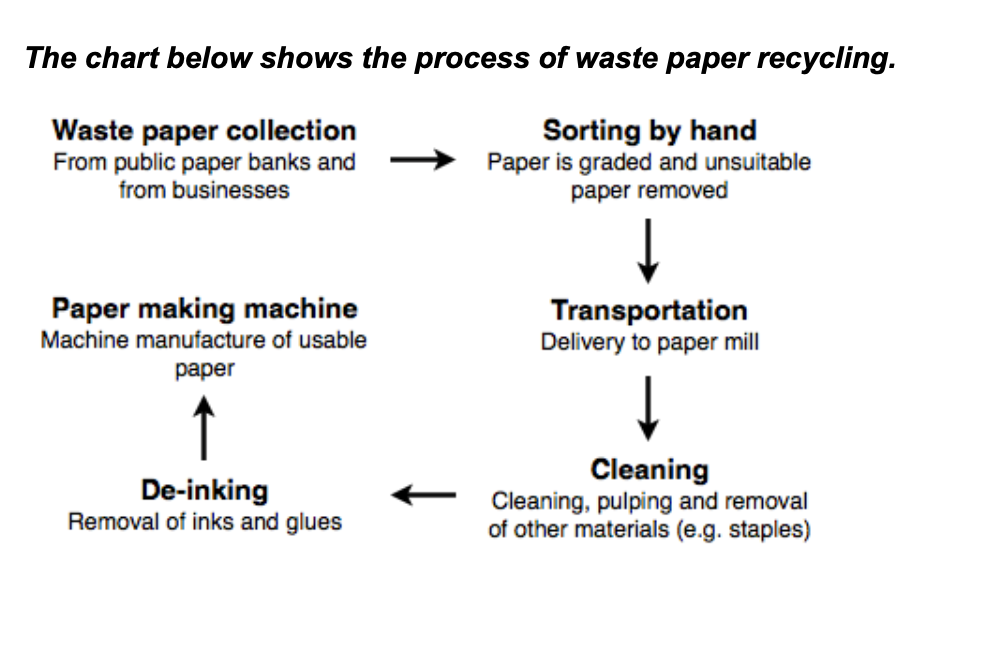 The chart below shows the process of waste paper recycling.
Waste paper collection
From public paper banks and
from businesses
Sorting by hand
Paper is graded and unsuitable
paper removed
Transportation
Delivery to paper mill
Cleaning
Cleaning, pulping and removal
of other materials (e.g. staples)
De-inking
Removal of inks and glues
Paper making machine
Machine manufacture of usable
paper